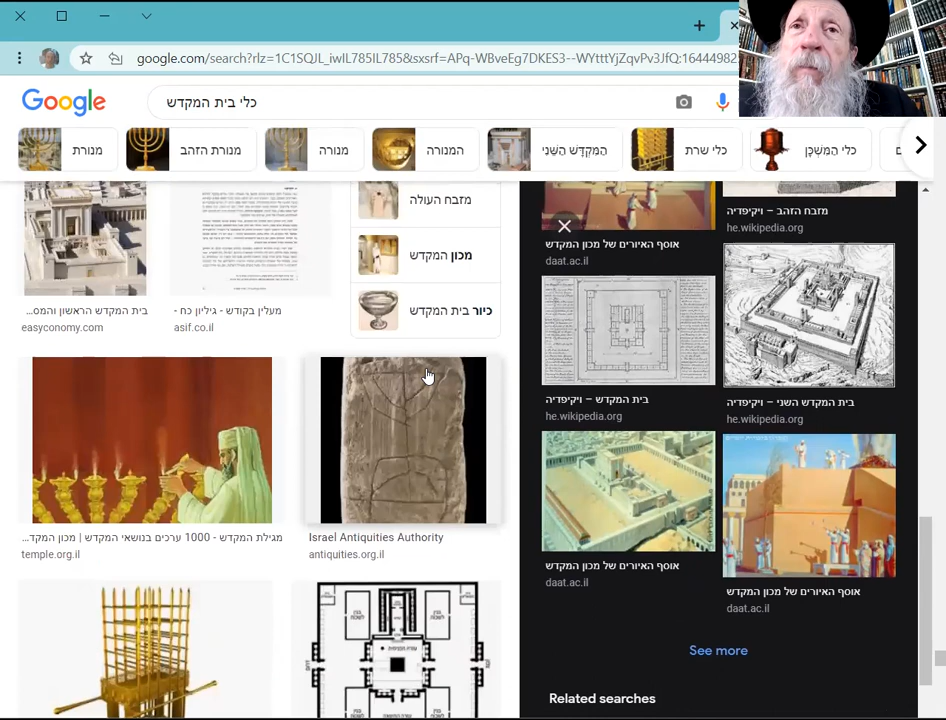 google.com/search?rlz=1C1SQJL_iwIL785IL785&sxsrf=APq-WBveEg7DKES3--WYtttYjZqvPv3JfQ:16444982
Google
כלי בית המקדש
מנורת
מנורת הזהב
מנורה
המנורה
המִקְדָּשׁ הַשֵּׁנִי
כלי שרת
כלי המִּשְׁכָּן
מזבח העולה
מכון המקדש
כיור בית המקדש
בית המקדש הראשון והמס...
easyconomy.com
מעלין בקודש - גיליון כח -
asif.co.il
מגילת המקדש - 1000 ערכים בנושאי המקדש | מכון המקד...
temple.org.il
Israel Antiquities Authority
antiquities.org.il
אוסף האיורים של מכון המקדש
daat.ac.il
מזבח הזהב – ויקיפדיה
he.wikipedia.org
בית המקדש – ויקיפדיה
he.wikipedia.org
בית המקדש השני – ויקיפדיה
he.wikipedia.org
אוסף האיורים של מכון המקדש
daat.ac.il
אוסף האיורים של מכון המקדש
daat.ac.il
See more
Related searches